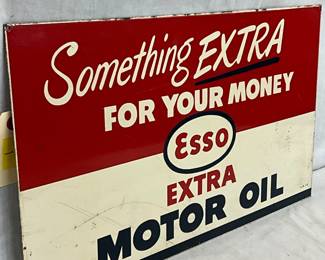 Something EXTRA
FOR YOUR MONEY
Esso
EXTRA
MOTOR OIL